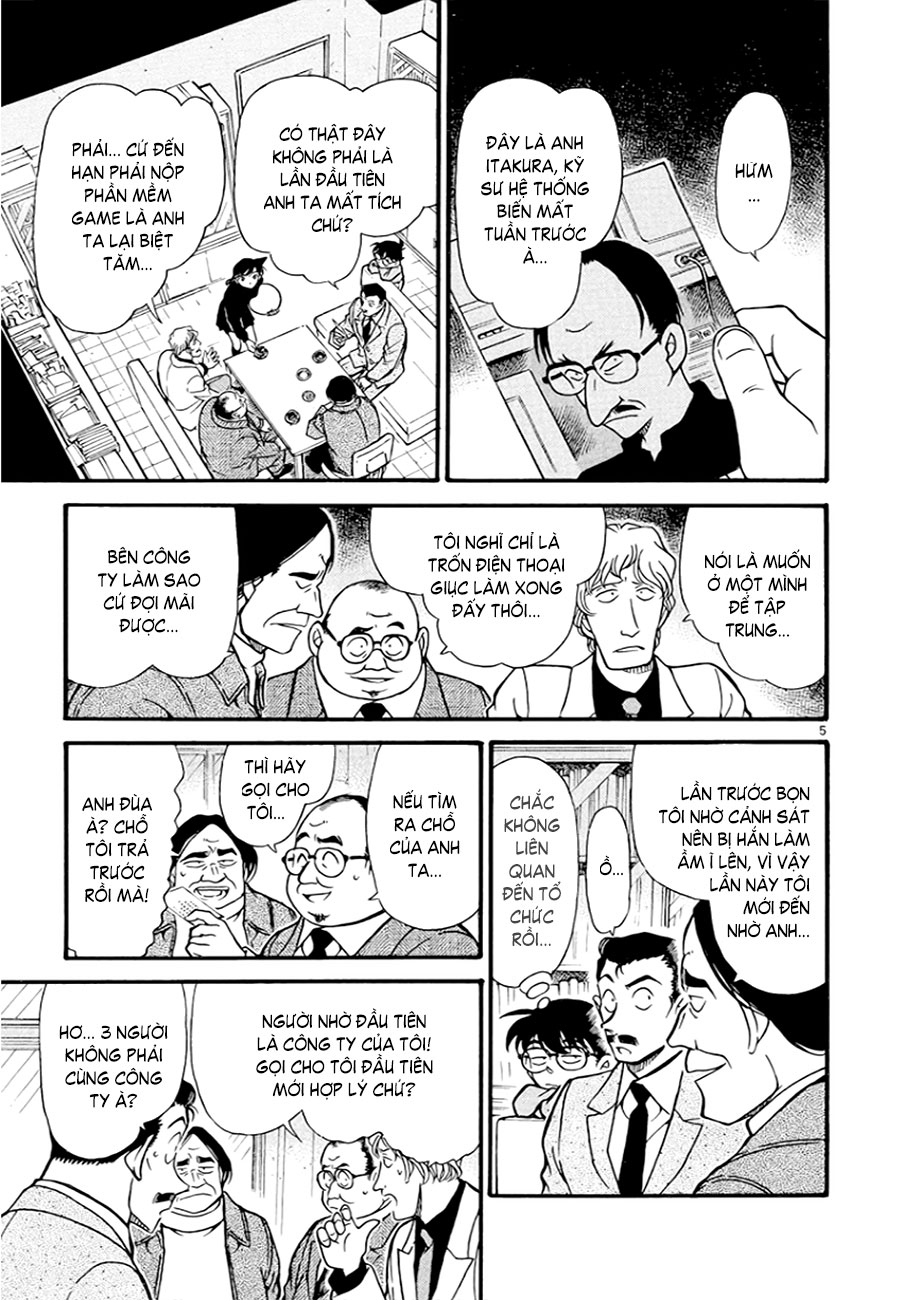 HỪM
...
ĐÂY LÀ ANH
ITAKURA, KỲ
SƯ HỆ THỐNG
BIẾN MẤT
TUẦN TRƯỚC
À...
CÓ THẬT ĐÂY
KHÔNG PHẢI LÀ
LẦN ĐẦU TIÊN
ANH TA MẤT TÍCH
CHỨ?
PHẢI... CỨ ĐẾN
HẠN PHẢI NỘP
PHẦN MỀM
GAME LÀ ANH
TA LẠI BIỆT
TĂM...
NÓI LÀ MUỐN
Ở MỘT MÌNH
ĐỂ TẬP
TRUNG...
TÔI NGHĨ CHỈ LÀ
TRỐN ĐIỆN THOẠI
GIỤC LÀM XONG
ĐẤY THÔI...
BÊN CÔNG
TY LÀM SAO
CỨ ĐỢI MÃI
ĐƯỢC...
5
LẦN TRƯỚC BỌN
TÔI NHỜ CẢNH SÁT
NÊN BỊ HẮN LÀM
ẦM Ĩ LÊN, VÌ VẬY
LẦN NÀY TÔI
MỚI ĐẾN
NHỜ ANH...
Ồ...
CHẮC
KHÔNG
LIÊN
QUAN
ĐẾN TỔ
CHỨC
RỒI...
NẾU TÌM
RA CHỖ
CỦA ANH
TA...
THÌ HÃY
GỌI CHO
TÔI...
ANH ĐÙA
À? CHỖ
TÔI TRẢ
TRƯỚC
RỒI MÀ!
NGƯỜI NHỜ ĐẦU TIÊN
LÀ CÔNG TY CỦA TÔI!
GỌI CHO TÔI ĐẦU TIÊN
MỚI HỢP LÝ CHỨ?
HƠ... 3 NGƯỜI
KHÔNG PHẢI
CÙNG CÔNG
TY À?